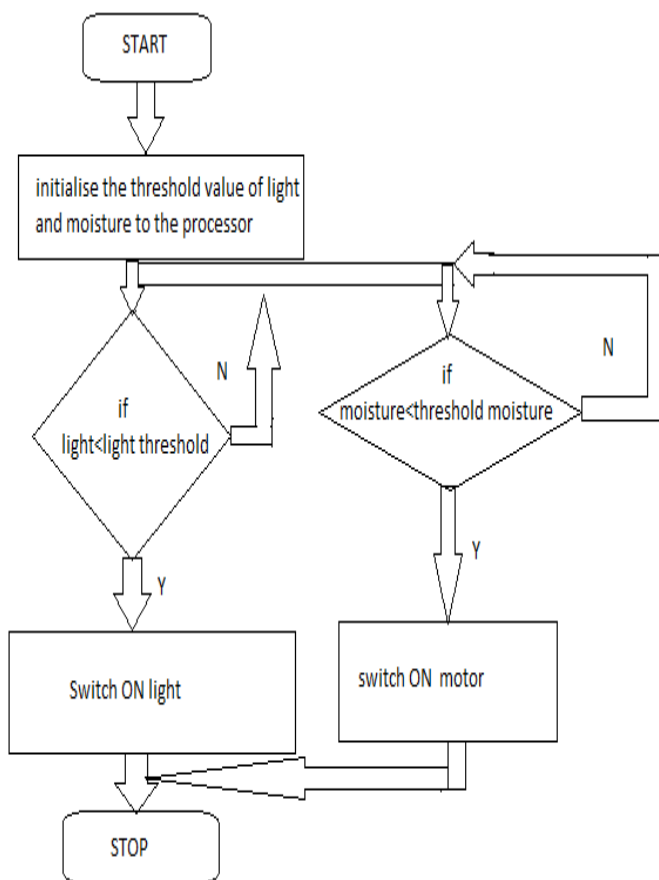 START
initialise the threshold value of light
and moisture to the processor
if
light<light threshold
N
Y
Switch ON light
if
moisture<threshold moisture
N
Y
switch ON motor
STOP